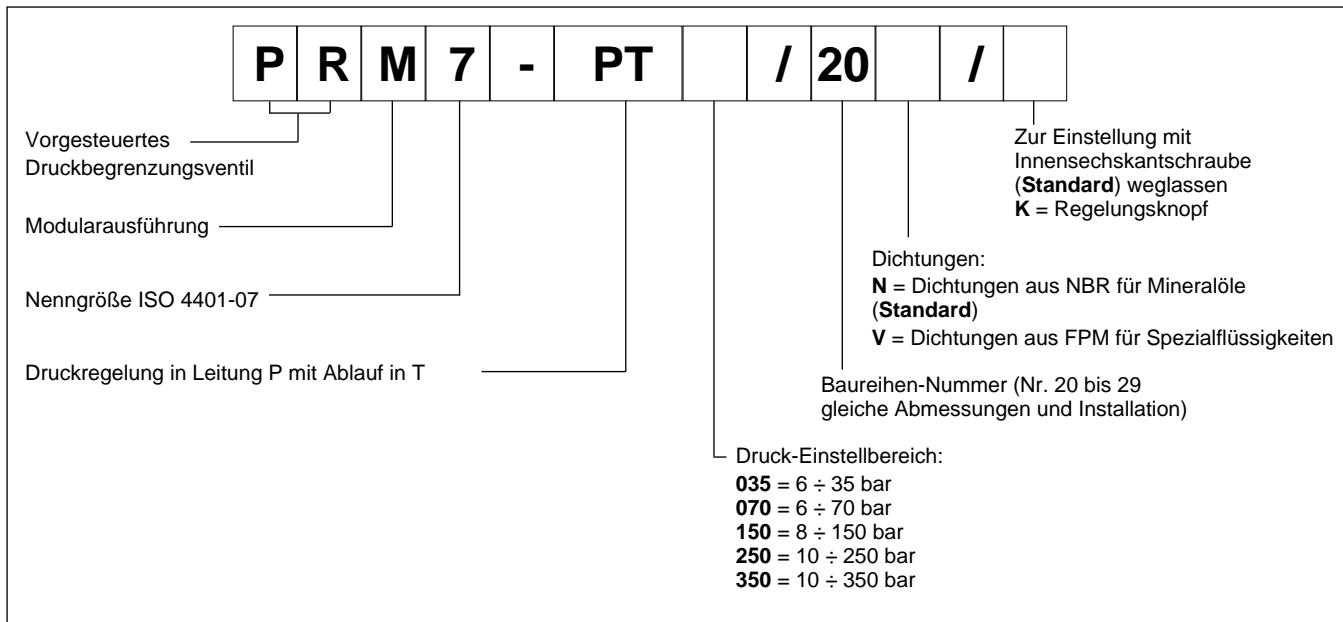 PRM7-PT /20 /
Vorgesteuertes
Druckbegrenzungsventil
Modularausführung
Nenngröße ISO 4401-07
Druckregelung in Leitung P mit Ablauf in T
Zur Einstellung mit
Innensechskantschraube
(Standard) weglassen
K = Regelungsknopf
Dichtungen:
N = Dichtungen aus NBR für Mineralöle
(Standard)
V = Dichtungen aus FPM für Spezialflüssigkeiten
Baureihen-Nummer (Nr. 20 bis 29
gleiche Abmessungen und Installation)
Druck-Einstellbereich:
035 = 6 ÷ 35 bar
070 = 6 ÷ 70 bar
150 = 8 ÷ 150 bar
250 = 10 ÷ 250 bar
350 = 10 ÷ 350 bar